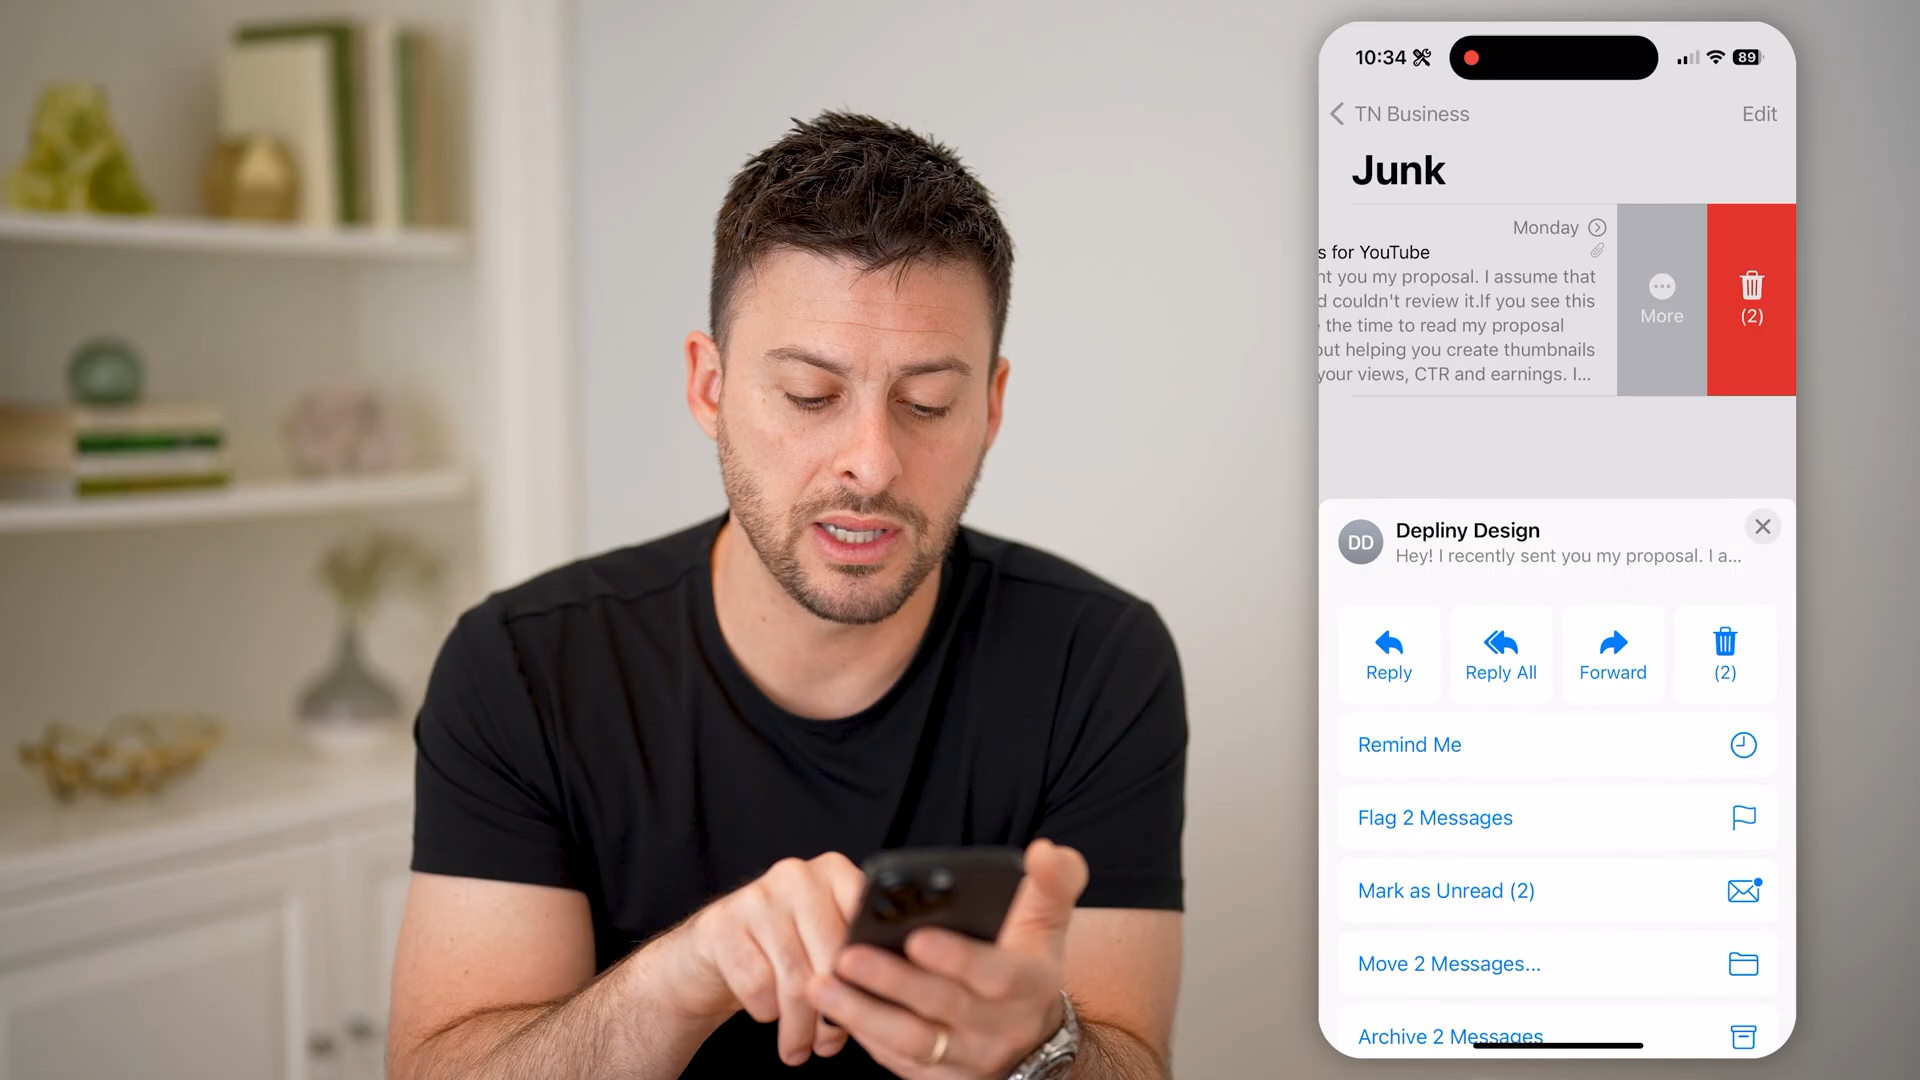 10:34
89
TN Business
Edit
Junk
Monday
s for YouTube
nt you my proposal. I assume that
d couldn't review it.If you see this
the time to read my proposal
out helping you create thumbnails
your views, CTR and earnings. I...
More
(2)
DD
Depliny Design
Hey! I recently sent you my proposal. I a...
Reply
Reply All
Forward
(2)
Remind Me
Flag 2 Messages
Mark as Unread (2)
Move 2 Messages...
Archive 2 Messages